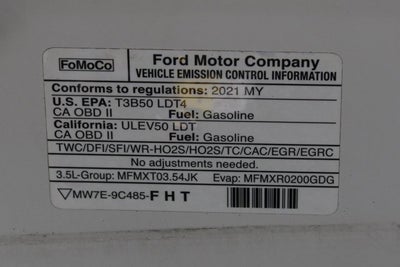 FoMoCo
Ford Motor Company
VEHICLE EMISSION CONTROL INFORMATION
Conforms to regulations: 2021 MY
U.S. EPA: T3B50 LDT4
CA OBD II Fuel: Gasoline
California: ULEV50 LDT
CA OBD II Fuel: Gasoline
TWC/DFI/SFI/WR-HO2S/HO2S/TC/CAC/EGR/EGRC
No adjustments needed.
3.5L-Group: MFMXT03.54JK Evap: MFMXR0200GDG
MW7E-9C485-F H T